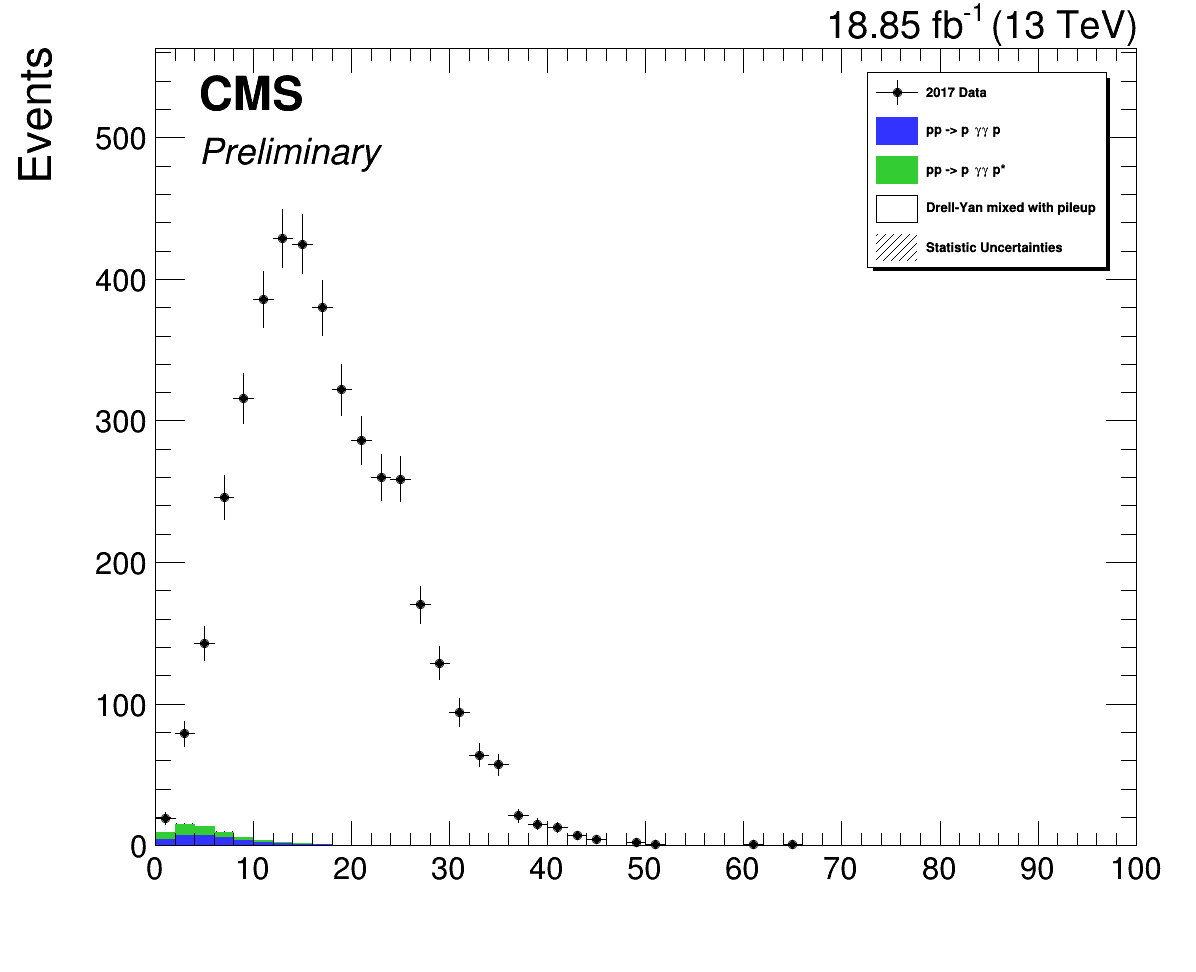 18.85 fb-1 (13 TeV)
Events
CMS
Preliminary
2017 Data
pp -> p γγ p
pp -> p γγ p*
Drell-Yan mixed with pileup
Statistic Uncertainties
500
400
300
200
100
0
0 10 20 30 40 50 60 70 80 90 100